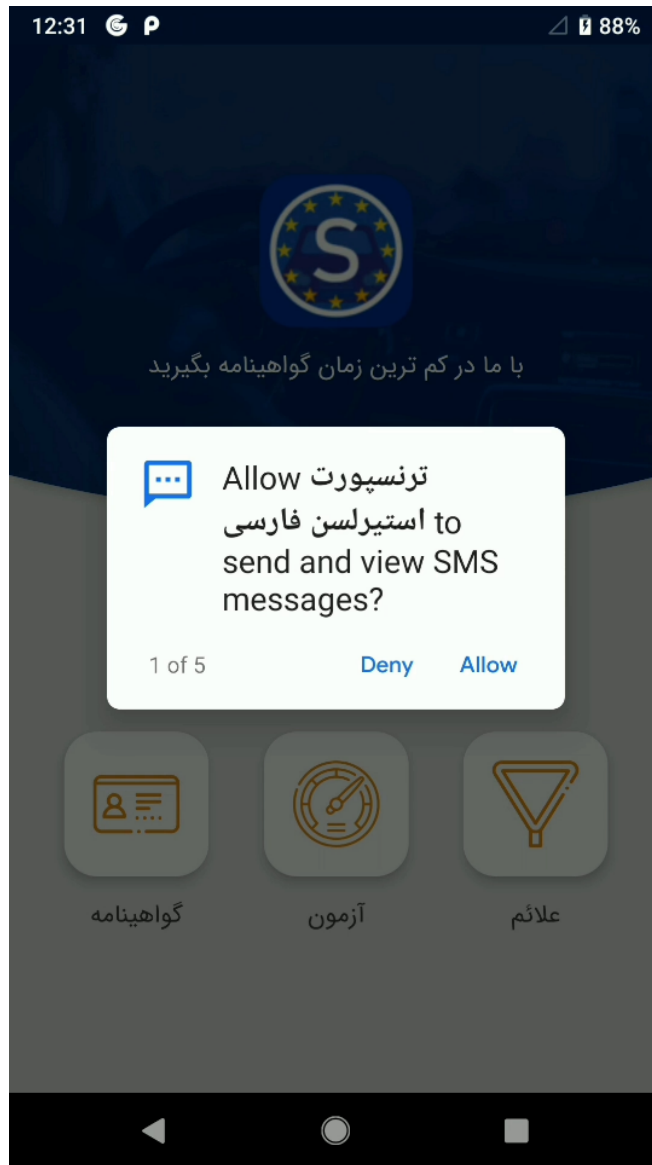 12:31
88%
S
با ما در کم ترین زمان گواهینامه بگیرید
Allow ترنسپورت
استیرلسن فارسی to
send and view SMS
messages?
1 of 5 Deny Allow
گواهینامه آزمون علائم